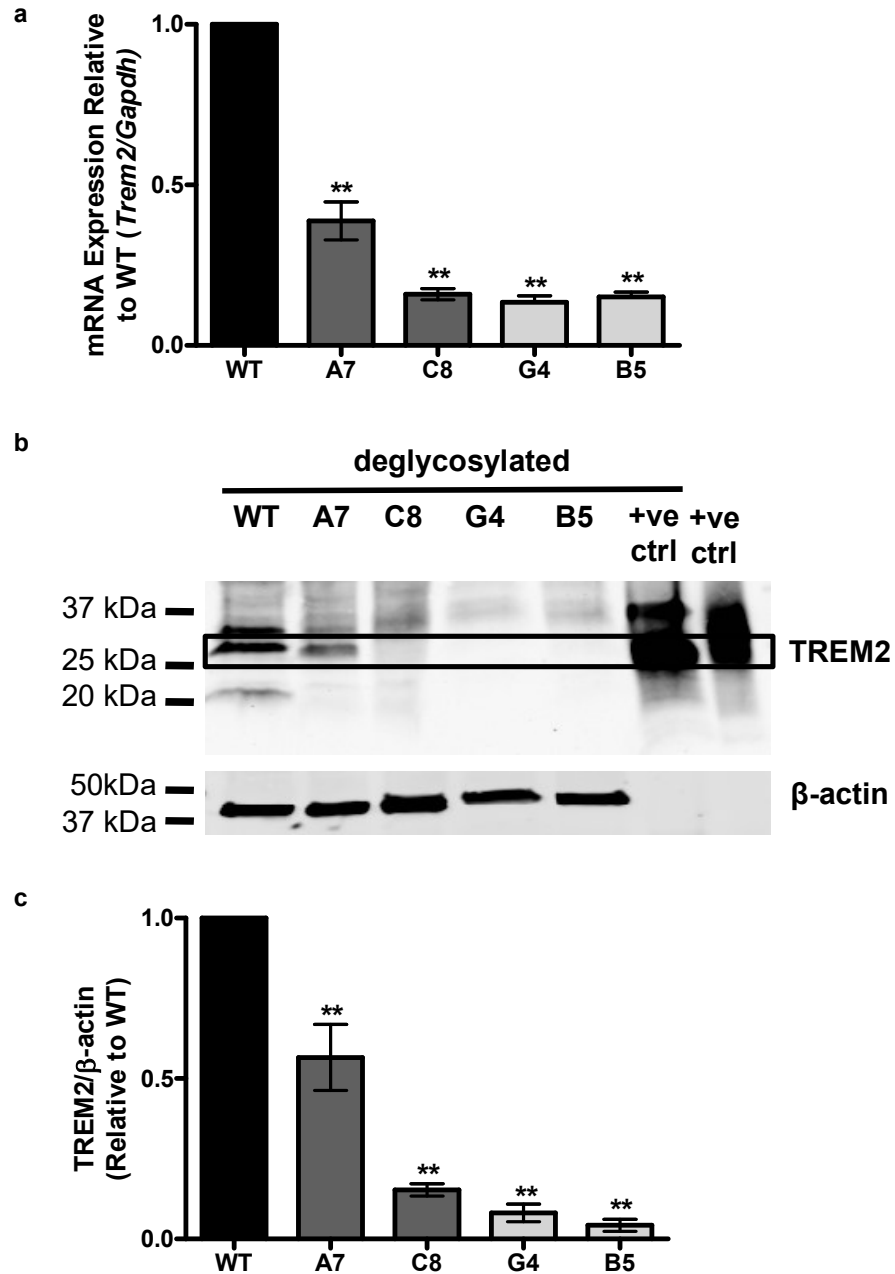 a
mRNA Expression Relative
to WT (Trem2/Gapdh)
1.0
0.5
0.0
** ** ** **
WT A7 C8 G4 B5
b
deglycosylated
WT A7 C8 G4 B5 +ve +ve
ctrl ctrl
37 kDa
25 kDa
20 kDa
TREM2
50kDa
37 kDa
β-actin
c
TREM2/β-actin
(Relative to WT)
1.0
0.5
0.0
** ** ** **
WT A7 C8 G4 B5